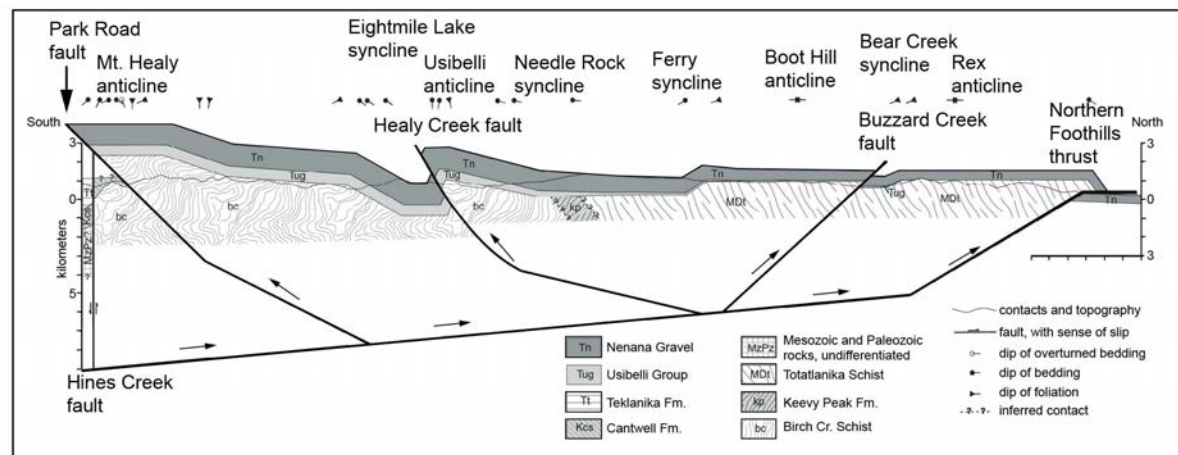 Park Road
fault
Mt. Healy
anticline
Eightmile Lake
syncline
Usibelli
anticline
Needle Rock
syncline
Ferry
syncline
Boot Hill
anticline
Bear Creek
syncline
Rex
anticline
South
Healy Creek fault
Buzzard Creek
fault
Northern
Foothills
thrust
North
3
0
5
kilometers
3
0
3
Tn
Tug
Tn
Tug
Tn
Tn
Tug
Tn
Tn
? ?
Tt
Kcs
MzPz?
?
?
bc
bc
bc
kp
MDt
MDt
Hines Creek
fault
Tn Nenana Gravel
Tug Usibelli Group
Tt Teklanika Fm.
Kcs Cantwell Fm.
MzPz Mesozoic and Paleozoic
rocks, undifferentiated
MDt Totatlanika Schist
kp Keevy Peak Fm.
bc Birch Cr. Schist
contacts and topography
fault, with sense of slip
dip of overturned bedding
dip of bedding
dip of foliation
-?-?- inferred contact